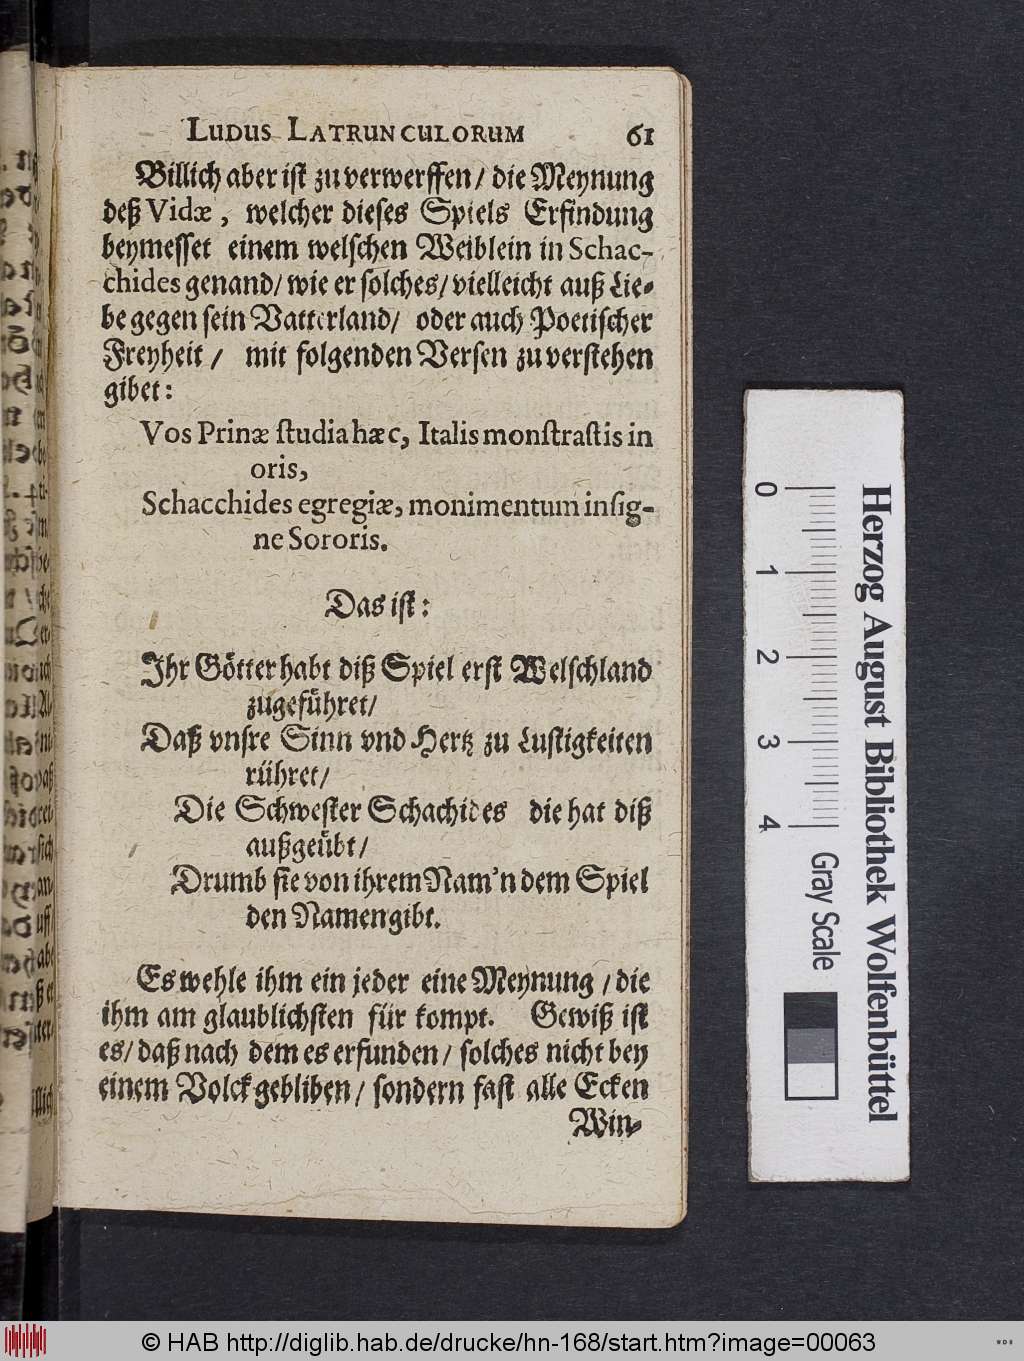 LUDUS LATRUNCULORUM 61
Billich aber ist zu verwerffen / die Meynung
deß Vidæ, welcher dieses Spiels Erfindung
beymesset einem welschen Weiblein in Schac-
chides genand / wie er solches / vielleicht auß Lie-
be gegen sein Vatterland / oder auch Poetischer
Freyheit / mit folgenden Versen zu verstehen
gibet:
Vos Prinæ studia hæc, Italis monstrastis in
oris,
Schacchides egregiæ, monimentum insig-
ne Sororis.
Das ist:
Ihr Götter habt diß Spiel erst Welschland
zugeführet /
Daß vnsre Sinn vnd Hertz zu Lustigkeiten
rühret /
Die Schwester Schachides die hat diß
außgeübt /
Drumb sie von ihrem Nam'n dem Spiel
den Namen gibt.
Es wehle ihm ein jeder eine Meynung / die
ihm am glaublichsten für kompt. Gewiß ist
es / daß nach dem es erfunden / solches nicht bey
einem Volck gebliben / sondern fast alle Ecken
Win-
0 1 2 3 4
Gray Scale
Herzog August Bibliothek Wolfenbüttel
© HAB http://diglib.hab.de/drucke/hn-168/start.htm?image=00063